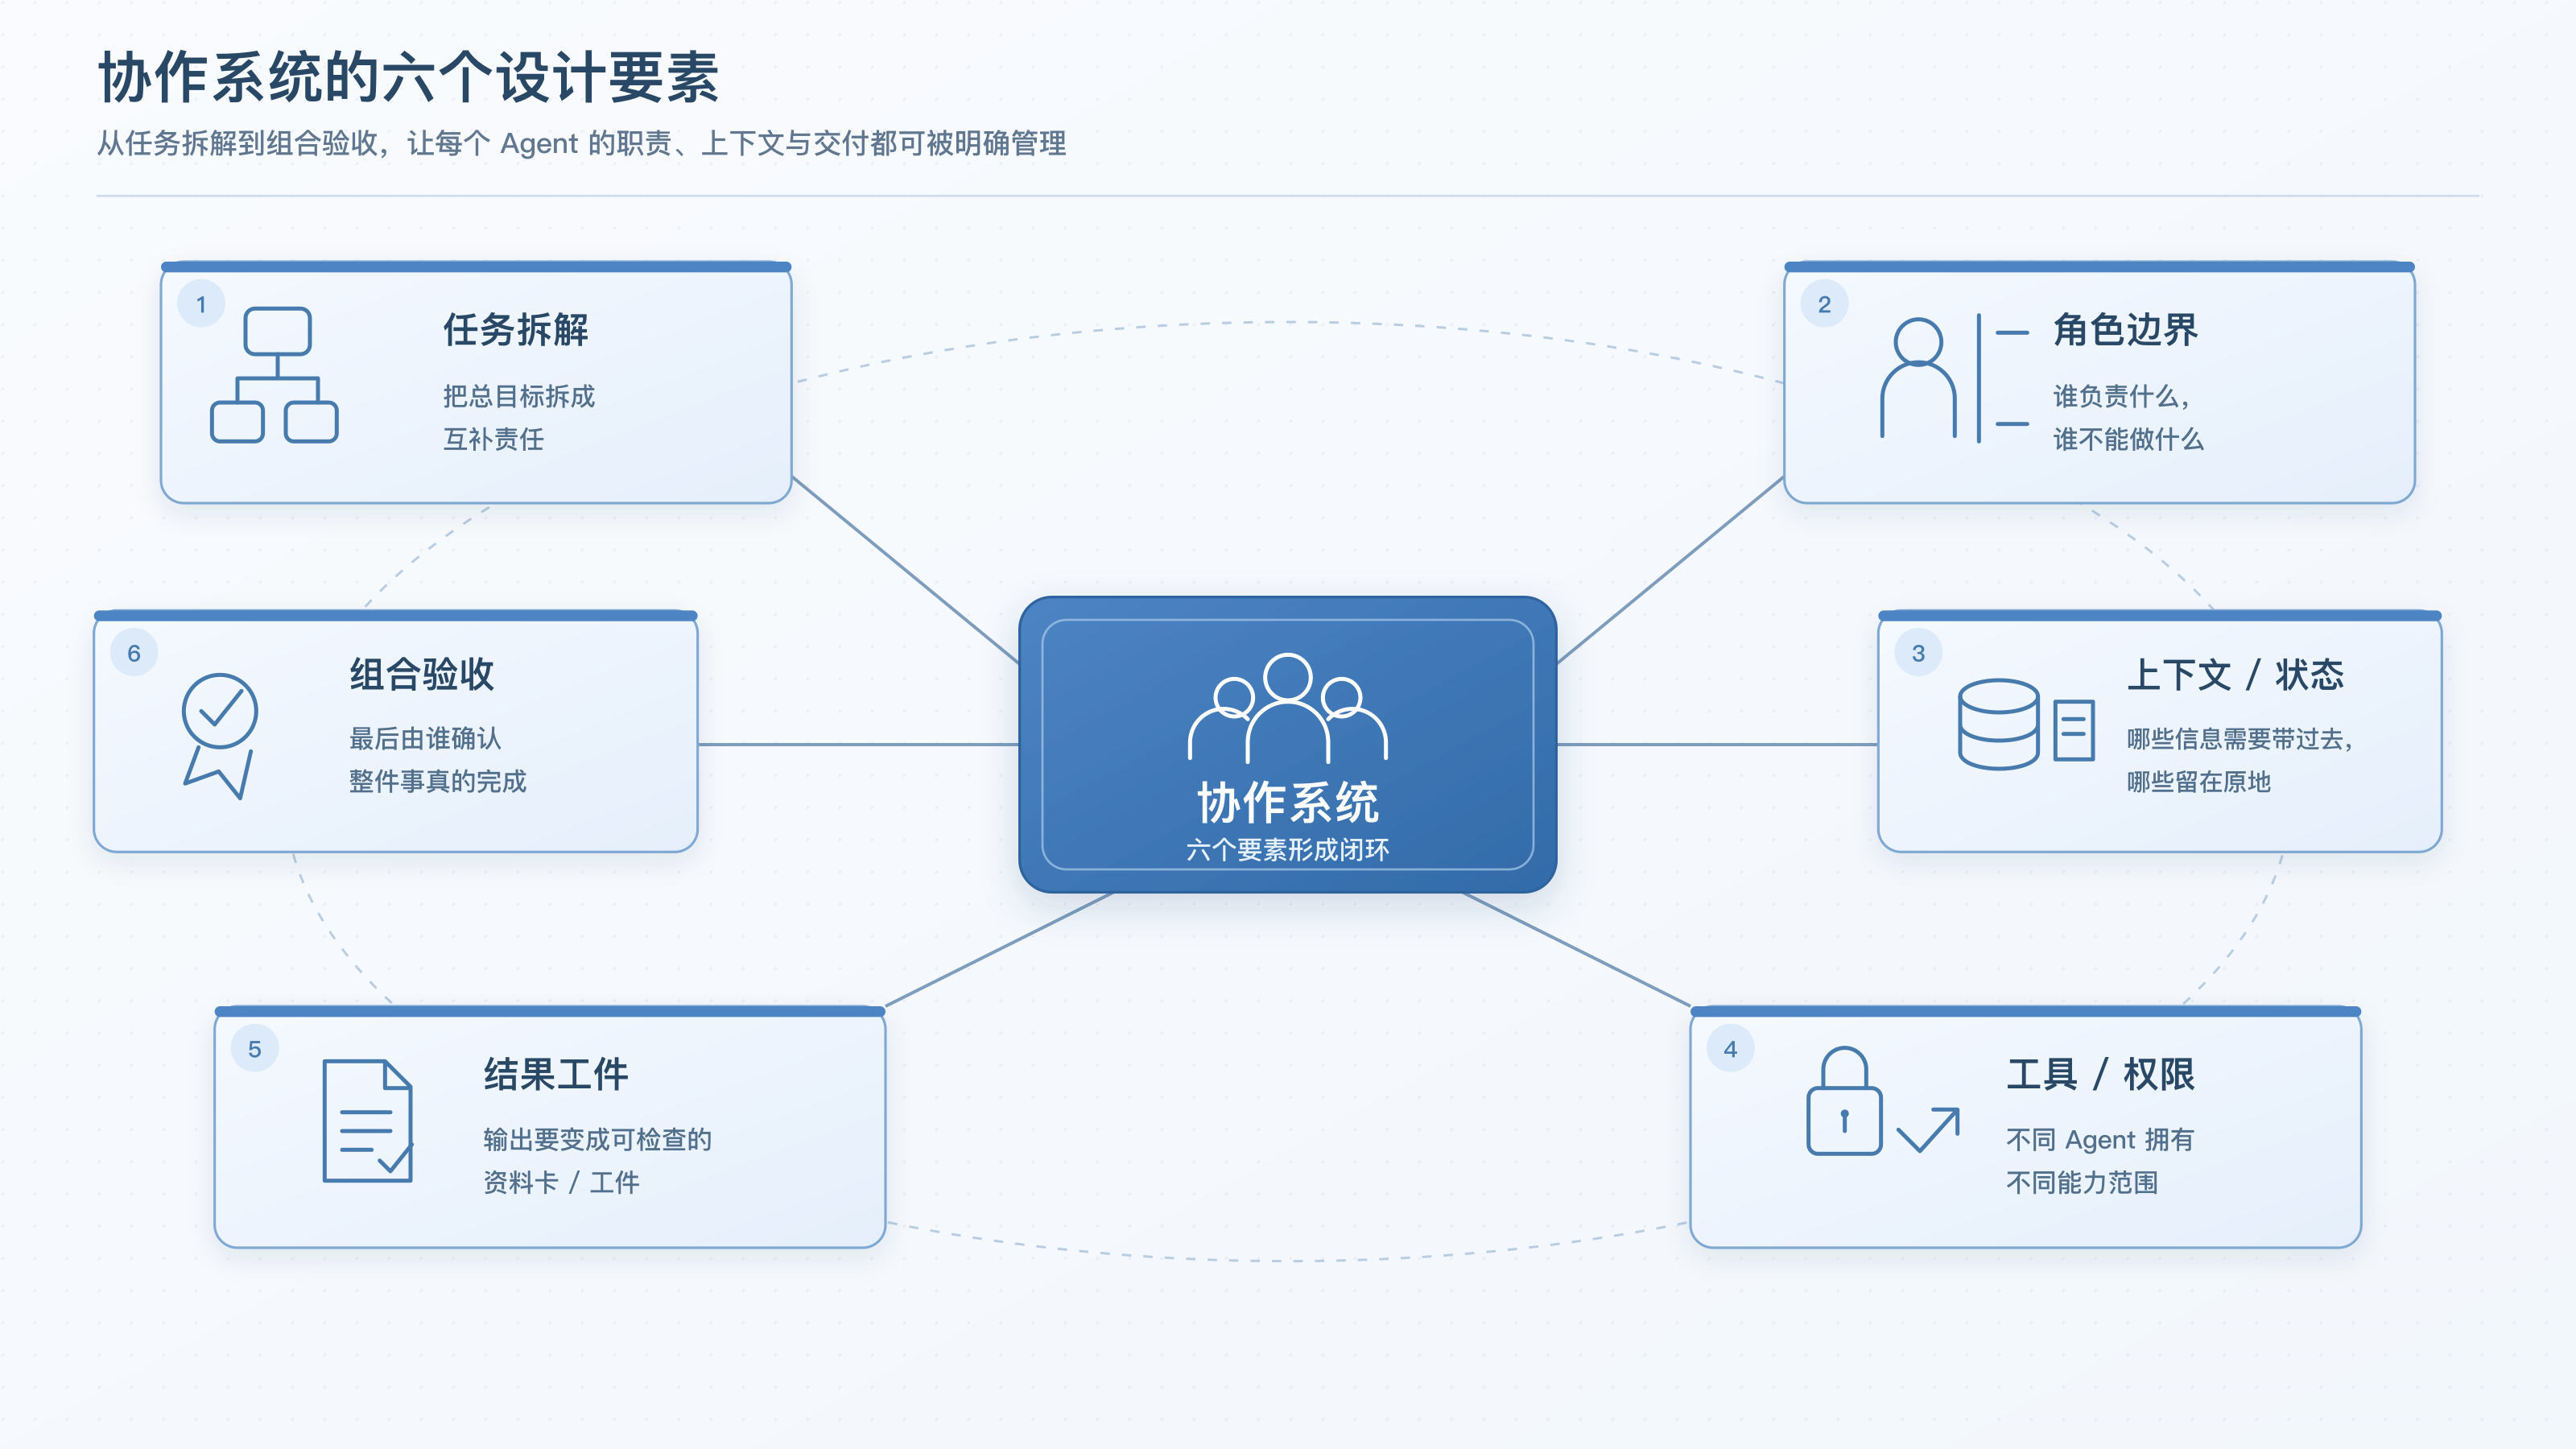 协作系统的六个设计要素
从任务拆解到组合验收，让每个 Agent 的职责、上下文与交付都可被明确管理
1
任务拆解
把总目标拆成
互补责任
2
角色边界
谁负责什么，
谁不能做什么
6
组合验收
最后由谁确认
整件事真的完成
协作系统
六个要素形成闭环
3
上下文 / 状态
哪些信息需要带过去，
哪些留在原地
5
结果工件
输出要变成可检查的
资料卡 / 工件
4
工具 / 权限
不同 Agent 拥有
不同能力范围